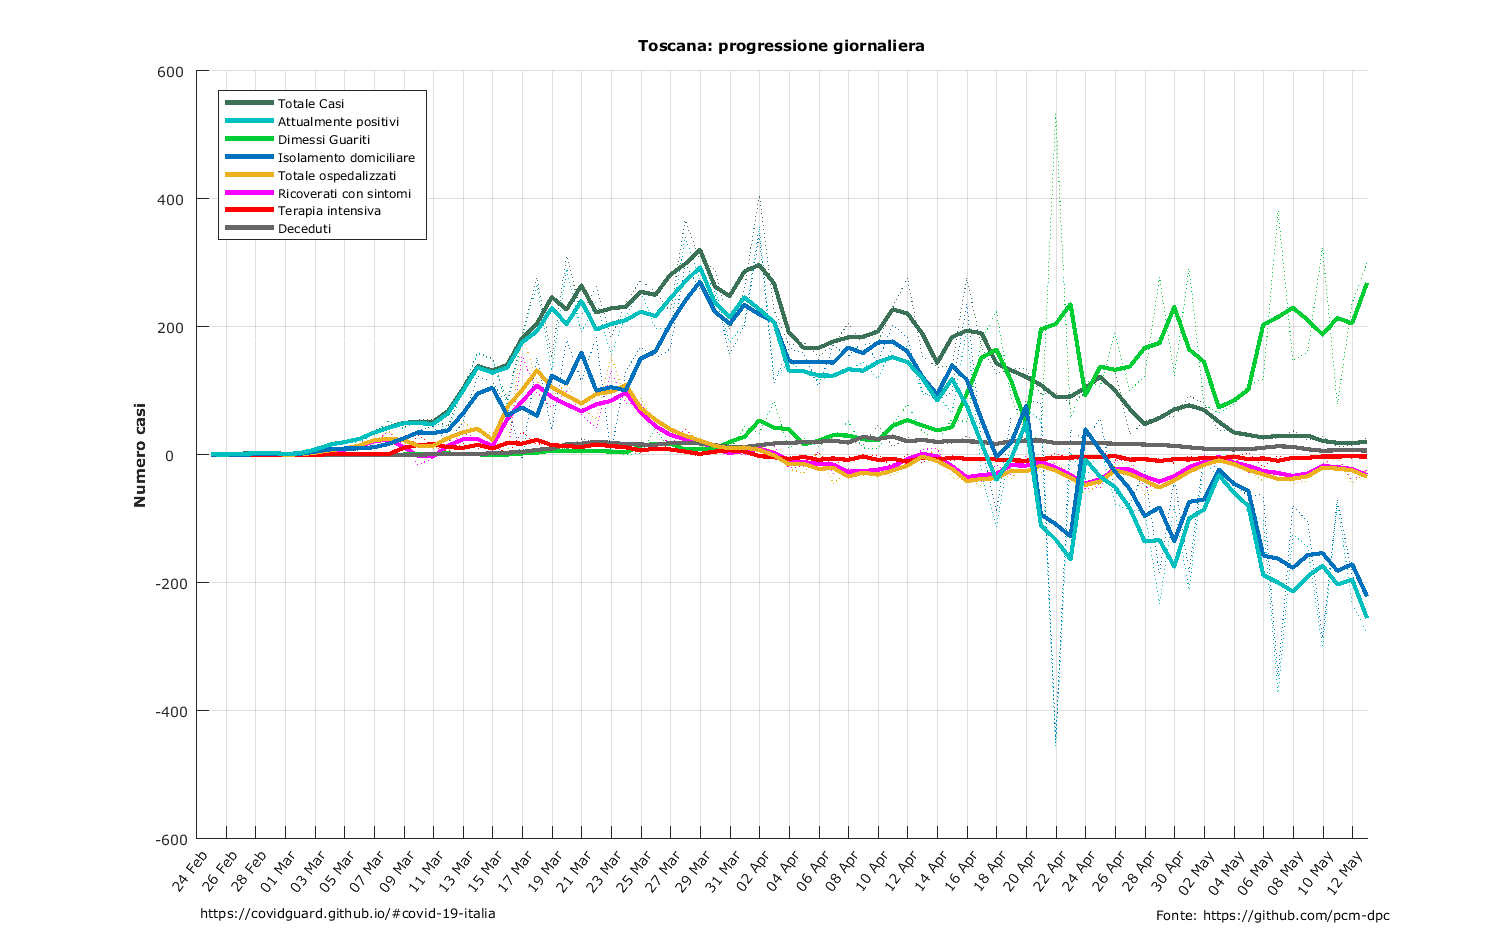 Toscana: progressione giornaliera
Numero casi
600
400
200
0
-200
-400
-600
Totale Casi
Attualmente positivi
Dimessi Guariti
Isolamento domiciliare
Totale ospedalizzati
Ricoverati con sintomi
Terapia intensiva
Deceduti
24 Feb
26 Feb
28 Feb
01 Mar
03 Mar
05 Mar
07 Mar
09 Mar
11 Mar
13 Mar
15 Mar
17 Mar
19 Mar
21 Mar
23 Mar
25 Mar
27 Mar
29 Mar
31 Mar
02 Apr
04 Apr
06 Apr
08 Apr
10 Apr
12 Apr
14 Apr
16 Apr
18 Apr
20 Apr
22 Apr
24 Apr
26 Apr
28 Apr
30 Apr
02 May
04 May
06 May
08 May
10 May
12 May
https://covidguard.github.io/#covid-19-italia
Fonte: https://github.com/pcm-dpc